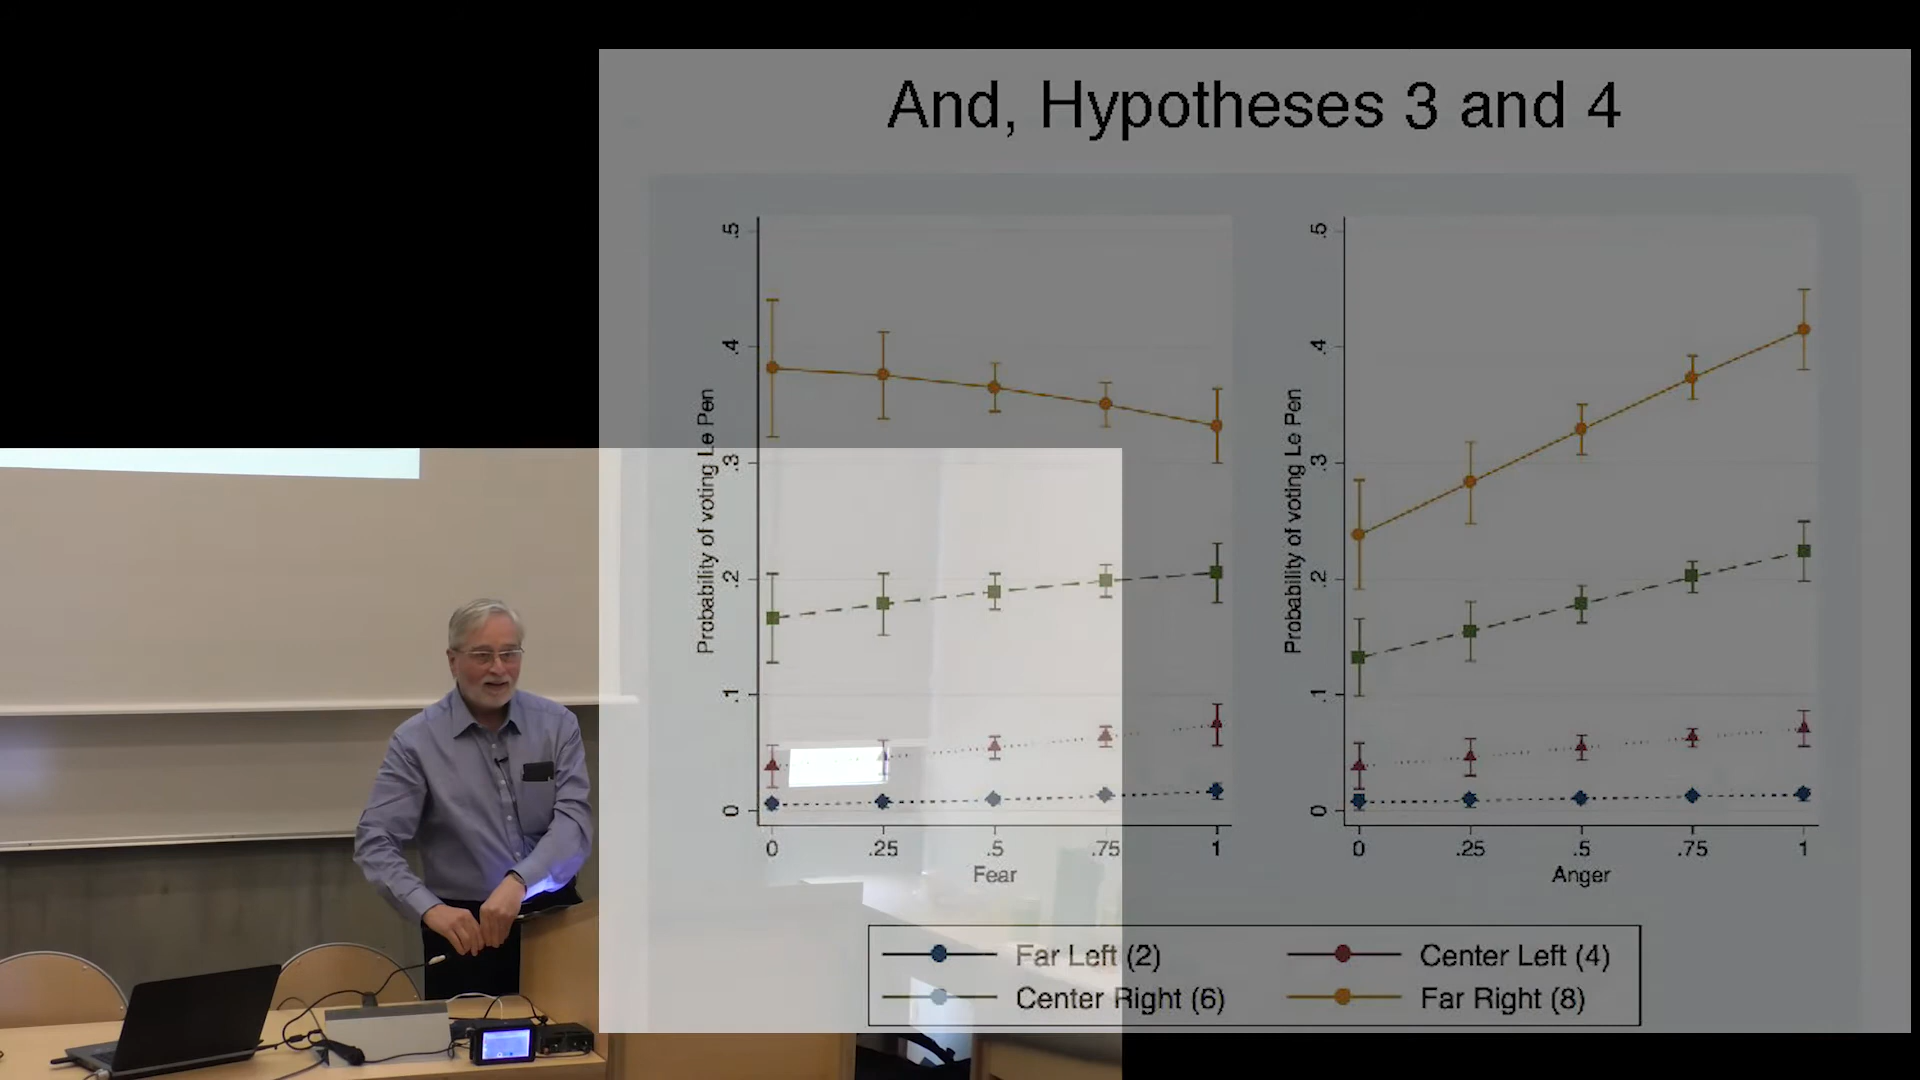 And, Hypotheses 3 and 4
Probability of voting Le Pen
.5
.4
.3
.2
.1
0
0 .25 .5 .75 1
Fear
Probability of voting Le Pen
.5
.4
.3
.2
.1
0
0 .25 .5 .75 1
Anger
Far Left (2) Center Left (4)
Center Right (6) Far Right (8)